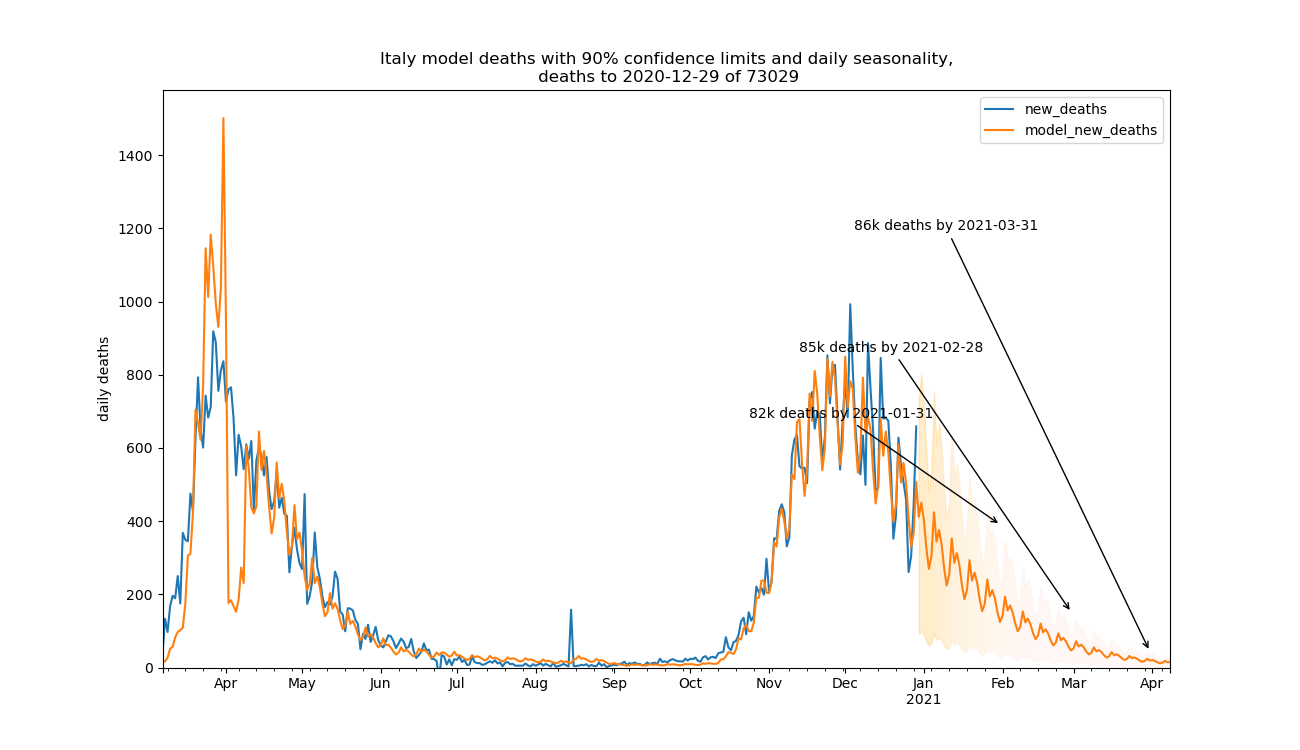 Italy model deaths with 90% confidence limits and daily seasonality,
deaths to 2020-12-29 of 73029
new_deaths
model_new_deaths
1400
1200
1000
800
600
400
200
0
daily deaths
86k deaths by 2021-03-31
85k deaths by 2021-02-28
82k deaths by 2021-01-31
Apr May Jun Jul Aug Sep Oct Nov Dec Jan Feb Mar Apr
2021